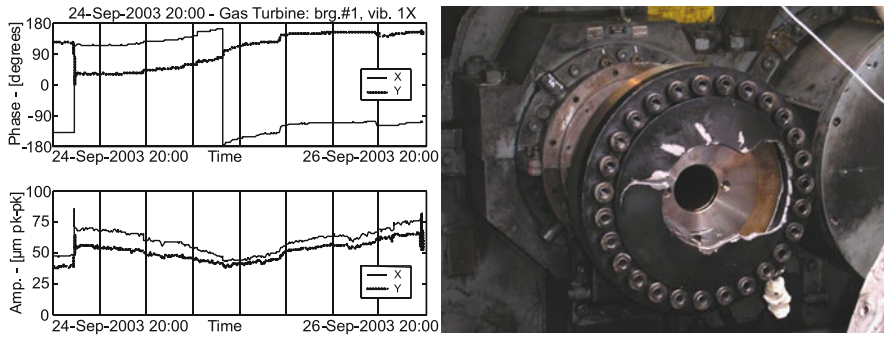 24-Sep-2003 20:00 - Gas Turbine: brg.#1, vib. 1X
Phase - [degrees]
180
90
0
-90
-180
X
Y
24-Sep-2003 20:00 Time 26-Sep-2003 20:00
Amp. - [µm pk-pk]
100
75
50
25
0
X
Y
24-Sep-2003 20:00 Time 26-Sep-2003 20:00